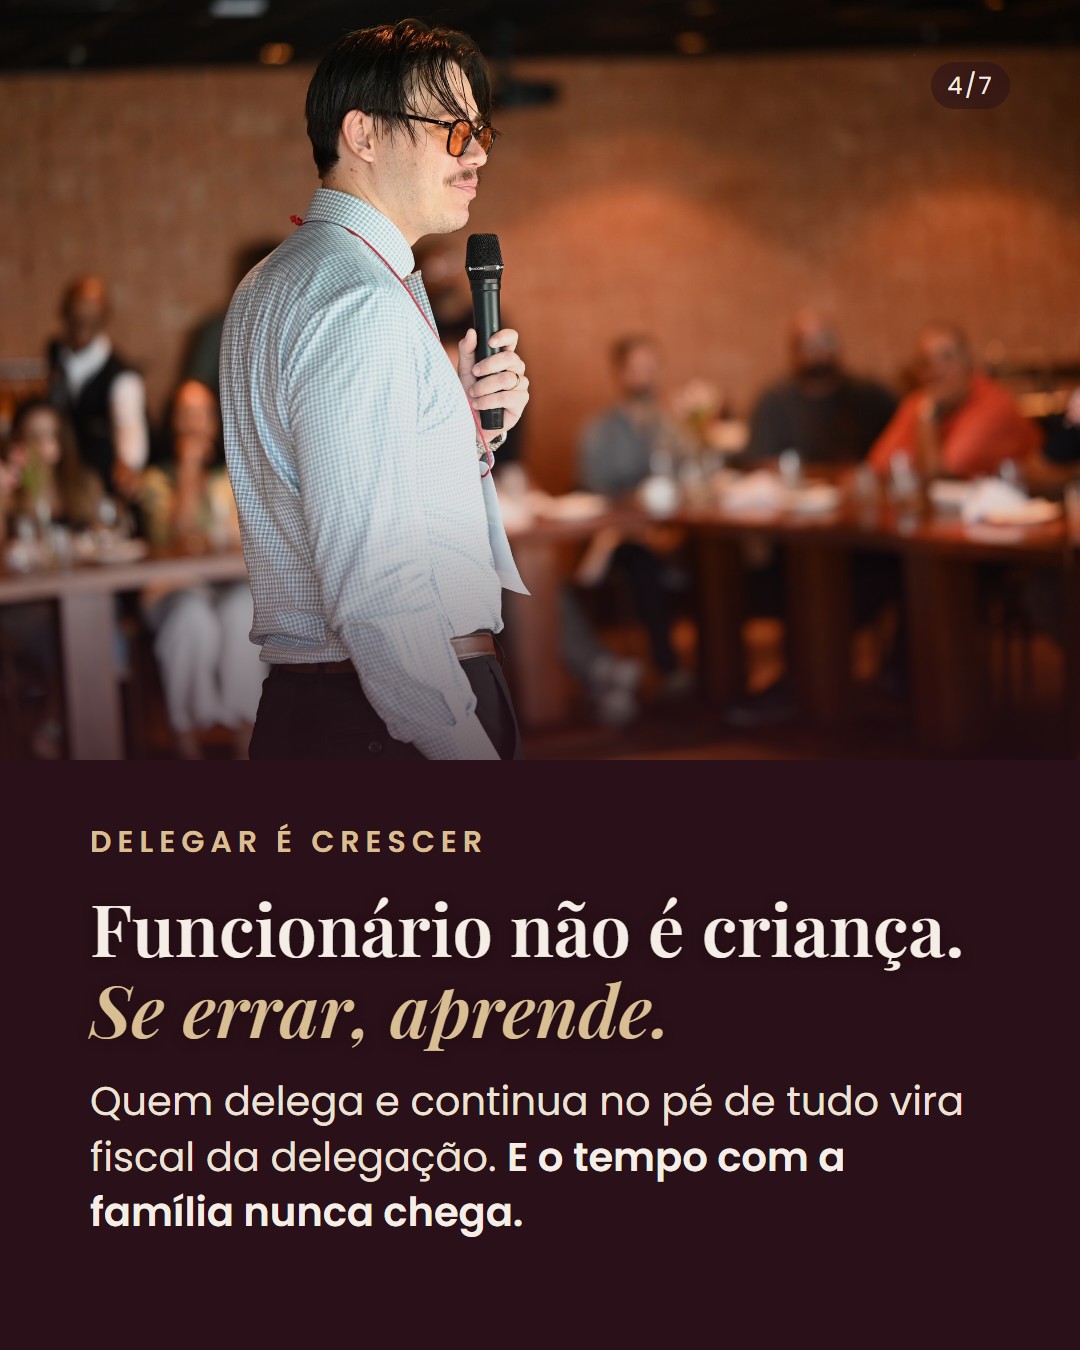 4/7
DELEGAR É CRESCER
Funcionário não é criança.
Se errar, aprende.
Quem delega e continua no pé de tudo vira
fiscal da delegação. E o tempo com a
família nunca chega.